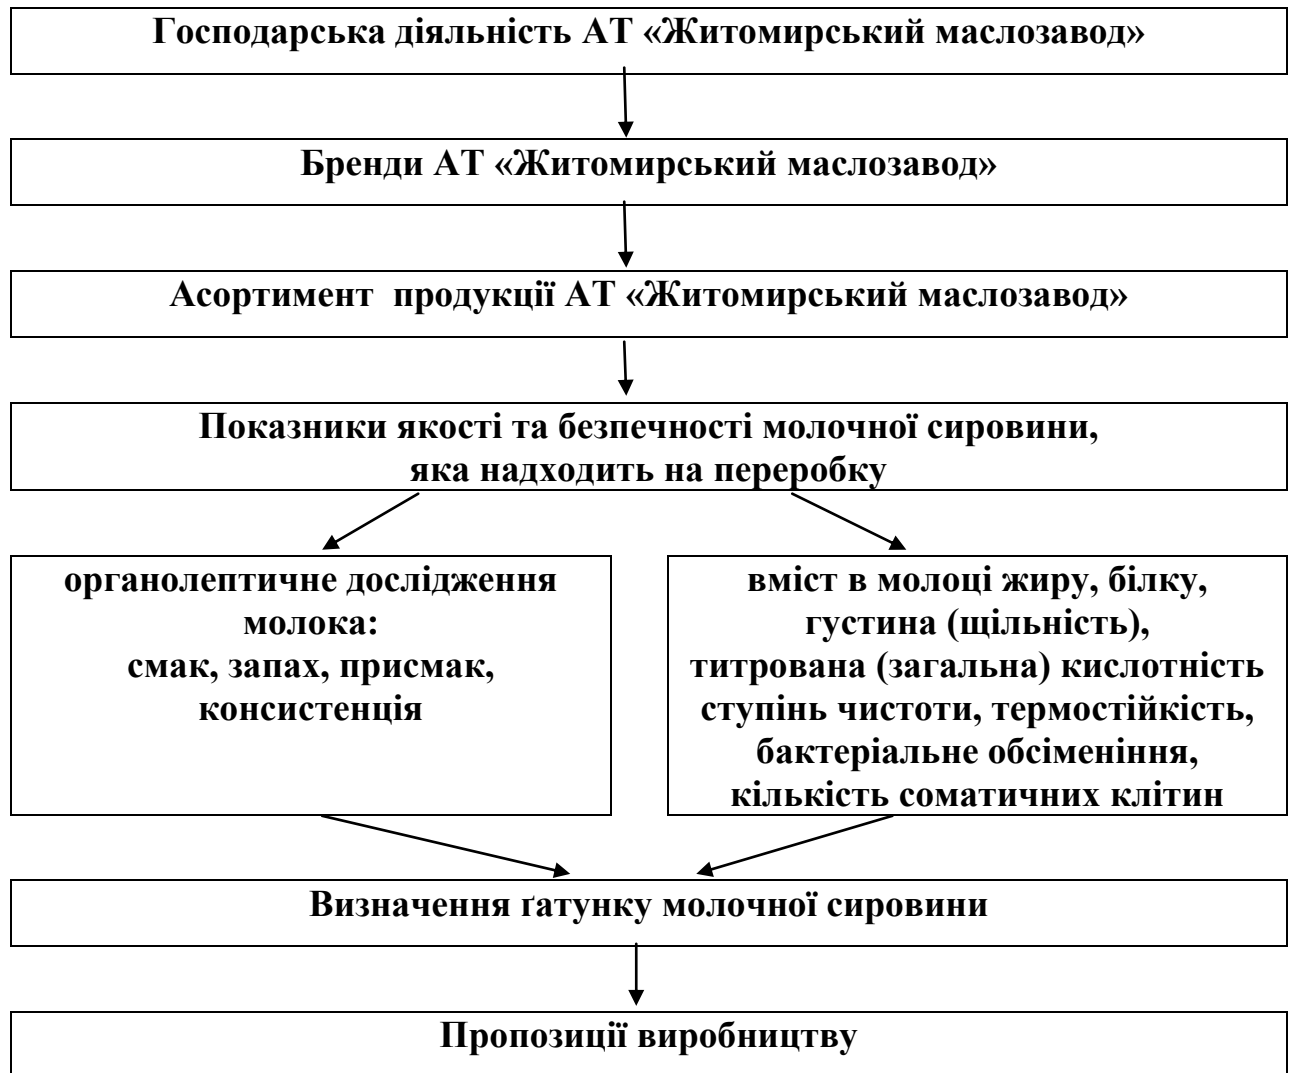 Господарська діяльність АТ «Житомирський маслозавод»
Бренди АТ «Житомирський маслозавод»
Асортимент продукції АТ «Житомирський маслозавод»
Показники якості та безпечності молочної сировини,
яка надходить на переробку
органолептичне дослідження
молока:
смак, запах, присмак,
консистенція
вміст в молоці жиру, білку,
густина (щільність),
титрована (загальна) кислотність
ступінь чистоти, термостійкість,
бактеріальне обсіменіння,
кількість соматичних клітин
Визначення ґатунку молочної сировини
Пропозиції виробництву